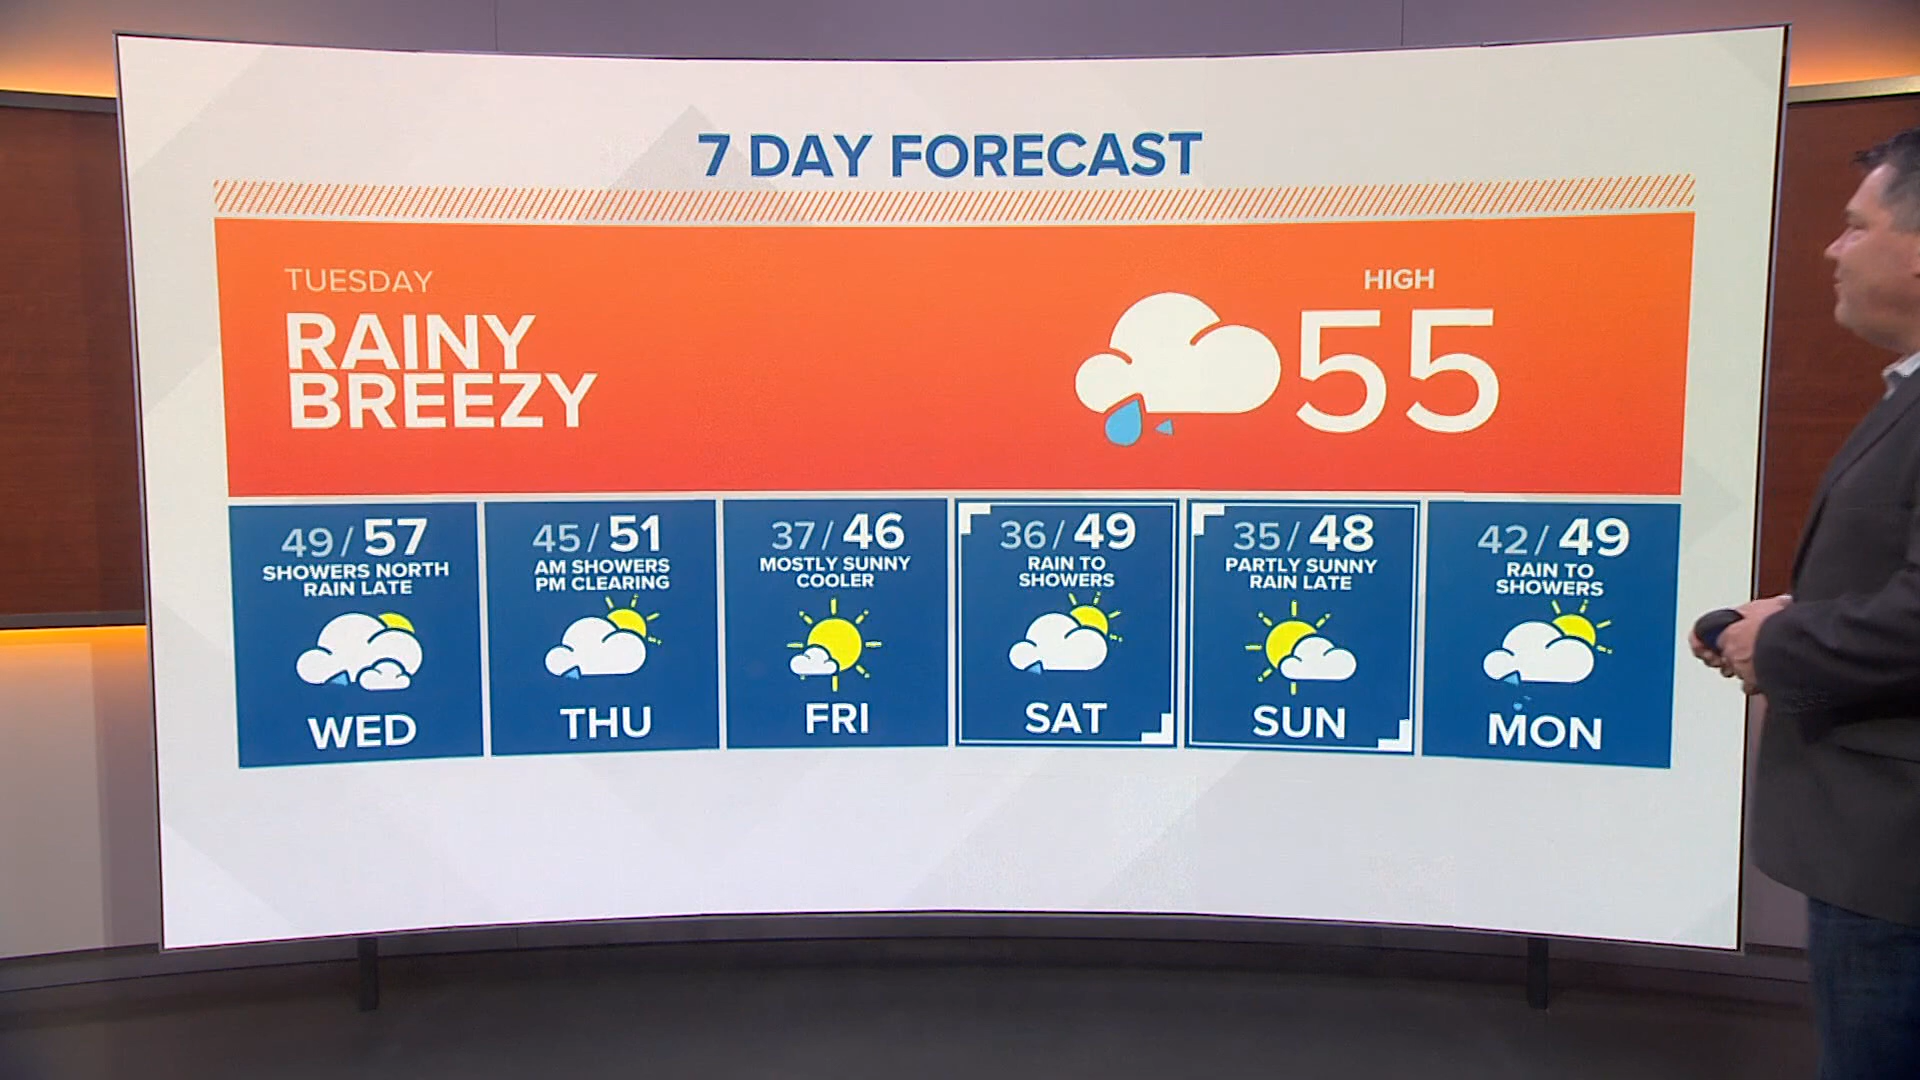 7 DAY FORECAST
TUESDAY
RAINY
BREEZY
HIGH
55
49/57
SHOWERS NORTH
RAIN LATE
WED
45/51
AM SHOWERS
PM CLEARING
THU
37/46
MOSTLY SUNNY
COOLER
FRI
36/49
RAIN TO
SHOWERS
SAT
35/48
PARTLY SUNNY
RAIN LATE
SUN
42/49
RAIN TO
SHOWERS
MON